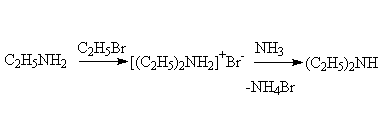 C₂H₅NH₂ C₂H₅Br [(C₂H₅)₂NH₂]⁺Br⁻ NH₃ (C₂H₅)₂NH
-NH₄Br